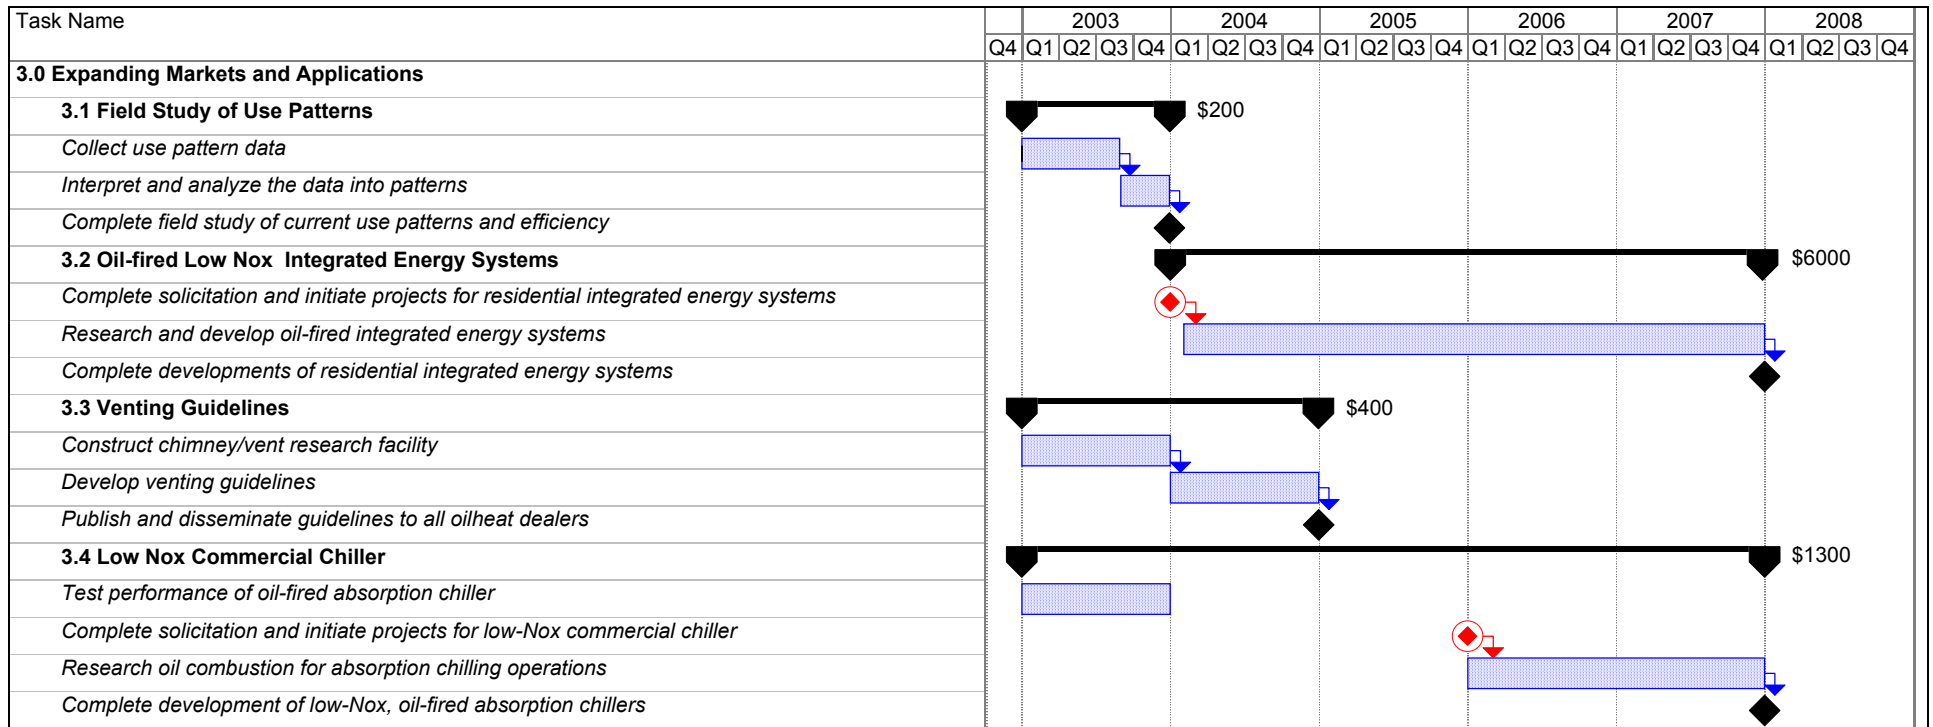 Task Name
2003 2004 2005 2006 2007 2008
Q4 Q1 Q2 Q3 Q4 Q1 Q2 Q3 Q4 Q1 Q2 Q3 Q4 Q1 Q2 Q3 Q4 Q1 Q2 Q3 Q4 Q1 Q2 Q3 Q4
3.0 Expanding Markets and Applications
3.1 Field Study of Use Patterns $200
Collect use pattern data
Interpret and analyze the data into patterns
Complete field study of current use patterns and efficiency
3.2 Oil-fired Low Nox Integrated Energy Systems $6000
Complete solicitation and initiate projects for residential integrated energy systems
Research and develop oil-fired integrated energy systems
Complete developments of residential integrated energy systems
3.3 Venting Guidelines $400
Construct chimney/vent research facility
Develop venting guidelines
Publish and disseminate guidelines to all oilheat dealers
3.4 Low Nox Commercial Chiller $1300
Test performance of oil-fired absorption chiller
Complete solicitation and initiate projects for low-Nox commercial chiller
Research oil combustion for absorption chilling operations
Complete development of low-Nox, oil-fired absorption chillers